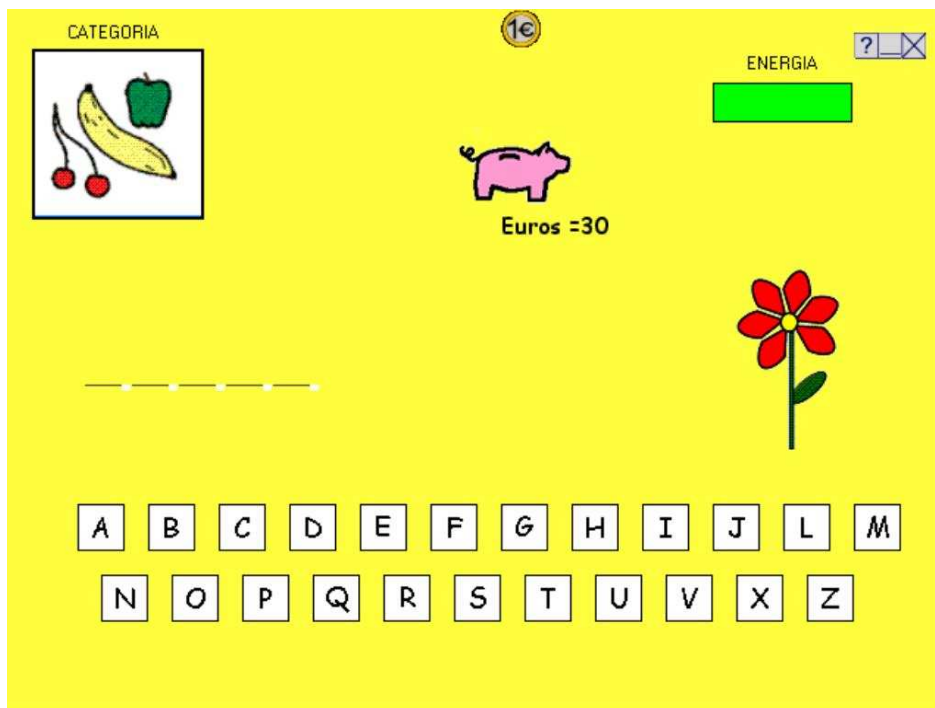 CATEGORIA
1€
?
ENERGIA
Euros =30
A B C D E F G H I J L M
N O P Q R S T U V X Z